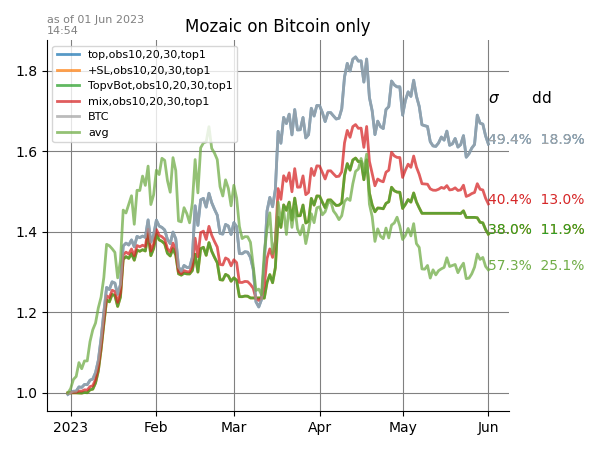 as of 01 Jun 2023
14:54
Mozaic on Bitcoin only
top,obs10,20,30,top1
+SL,obs10,20,30,top1
TopvBot,obs10,20,30,top1
mix,obs10,20,30,top1
BTC
avg
σ dd
49.4% 18.9%
40.4% 13.0%
38.0% 11.9%
57.3% 25.1%
1.8
1.6
1.4
1.2
1.0
2023 Feb Mar Apr May Jun